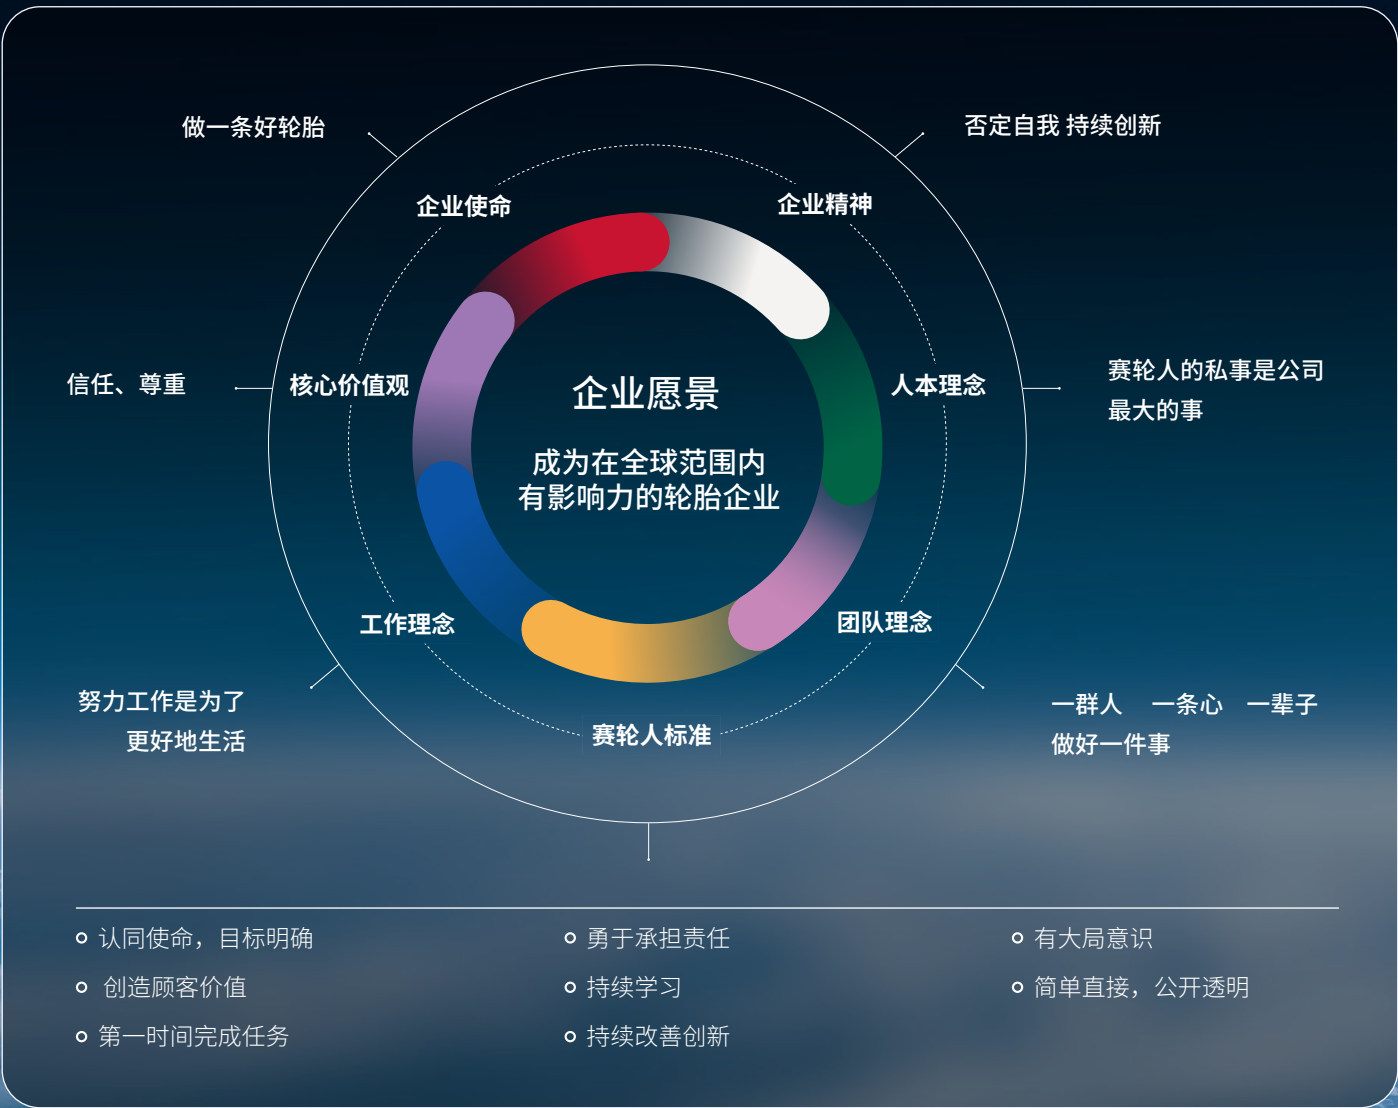 做一条好轮胎
否定自我 持续创新
企业使命
企业精神
信任、尊重
核心价值观
企业愿景
成为在全球范围内
有影响力的轮胎企业
人本理念
赛轮人的私事是公司
最大的事
工作理念
团队理念
努力工作是为了
更好地生活
赛轮人标准
一群人 一条心 一辈子
做好一件事
认同使命，目标明确
勇于承担责任
有大局意识
创造顾客价值
持续学习
简单直接，公开透明
第一时间完成任务
持续改善创新